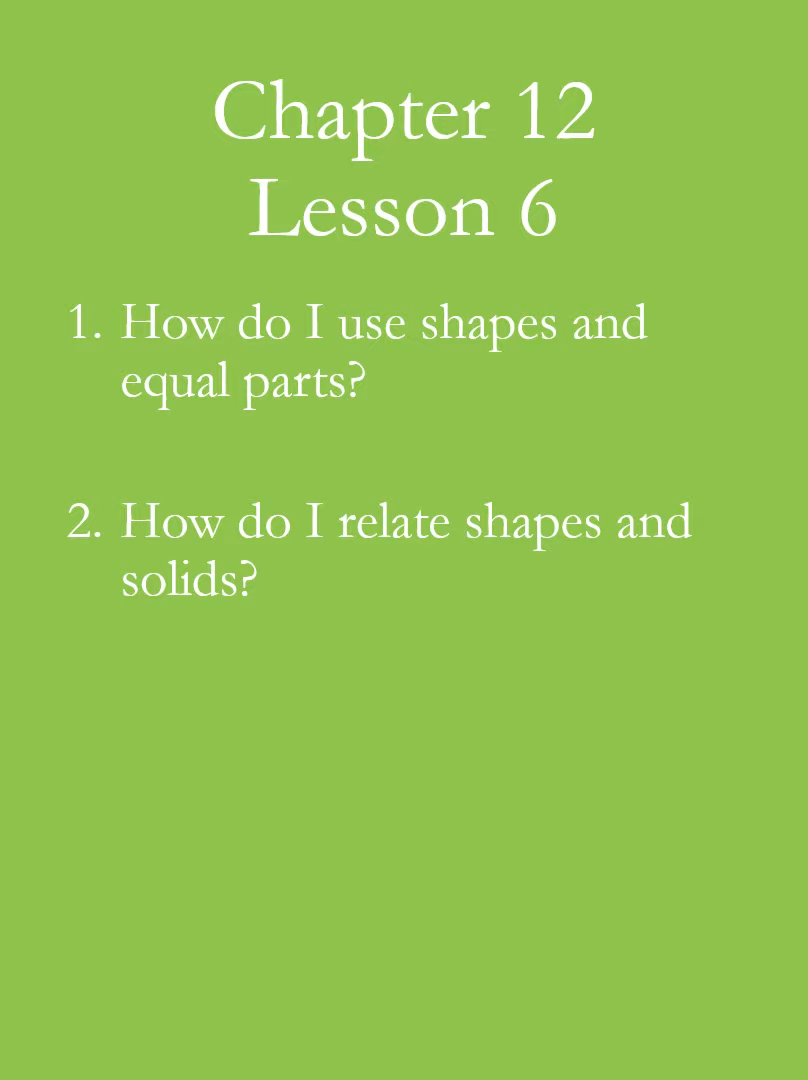 Chapter 12
Lesson 6
1. How do I use shapes and
equal parts?
2. How do I relate shapes and
solids?